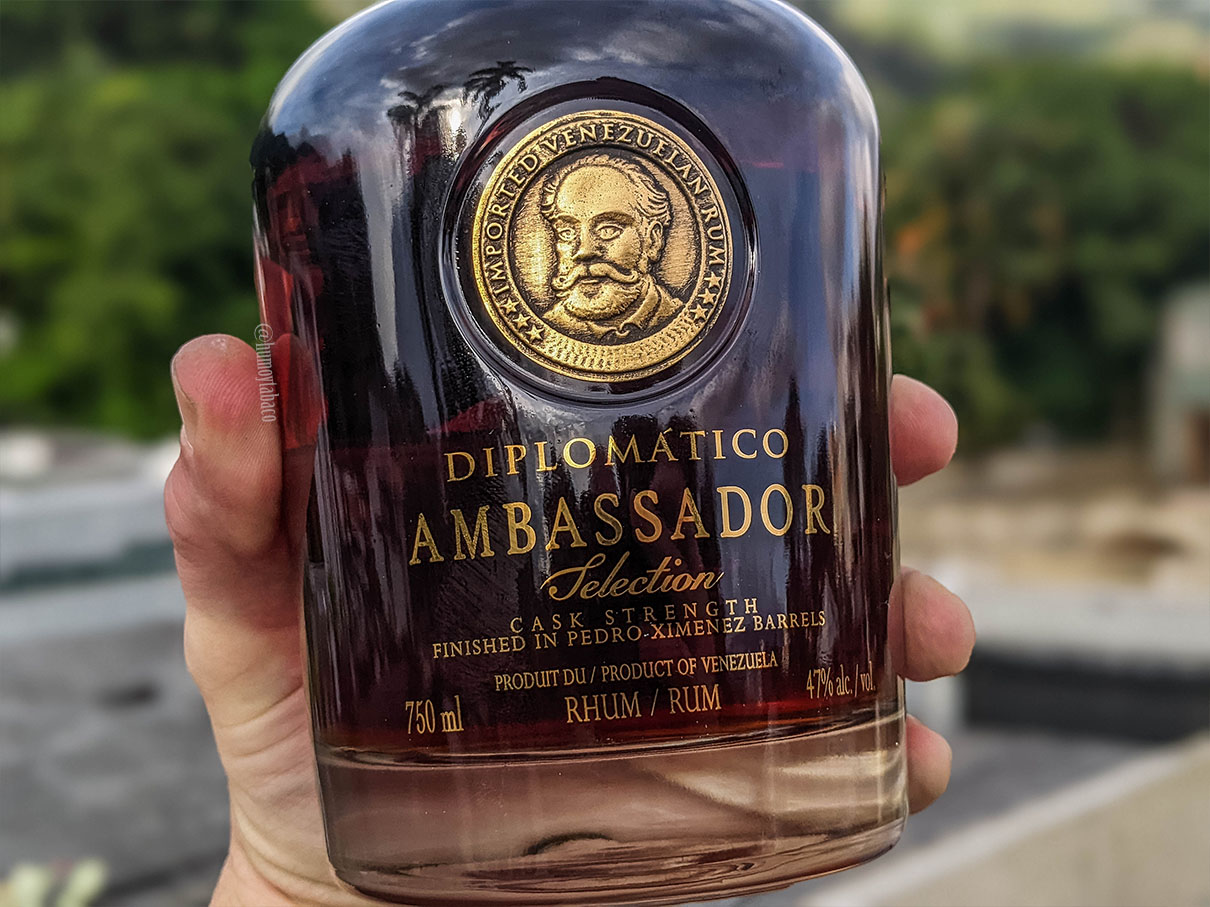 IMPORTED VENEZUELAN RUM
@humoytabaco
DIPLOMÁTICO
AMBASSADOR
Selection
CASK STRENGTH
FINISHED IN PEDRO-XIMENEZ BARRELS
PRODUIT DU / PRODUCT OF VENEZUELA
750 ml RHUM / RUM 47% alc. / vol.